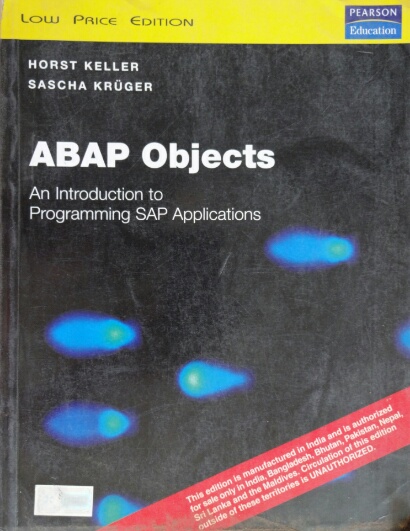 LOW PRICE EDITION
PEARSON
Education
HORST KELLER
SASCHA KRÜGER
ABAP Objects
An Introduction to
Programming SAP Applications
This edition is manufactured in India and is authorized
for sale only in India, Bangladesh, Bhutan, Pakistan, Nepal,
Sri Lanka and the Maldives. Circulation of this edition
outside of these territories is UNAUTHORIZED.